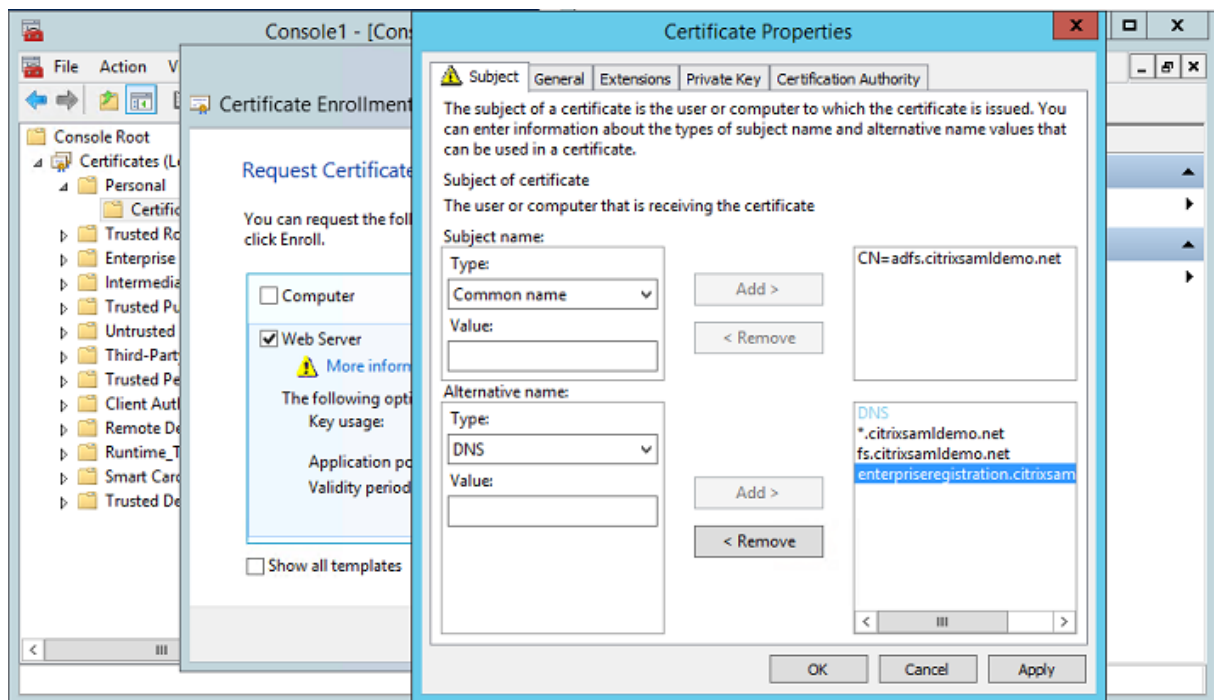 Console1 - [Con
File Action V
Console Root
Certificates (L
Personal
Certific
Trusted Ro
Enterprise
Intermedia
Trusted Pu
Untrusted
Third-Part
Trusted Pe
Client Aut
Remote De
Runtime_T
Smart Card
Trusted De
Certificate Enrollment
Request Certificate
You can request the foll
click Enroll.
Computer
Web Server
More inforn
The following opti
Key usage:
Application po
Validity period
Show all templates
Certificate Properties
Subject General Extensions Private Key Certification Authority
The subject of a certificate is the user or computer to which the certificate is issued. You
can enter information about the types of subject name and alternative name values that
can be used in a certificate.
Subject of certificate
The user or computer that is receiving the certificate
Subject name:
Type:
Common name
Value:
Add >
< Remove
CN=adfs.citrixsamldemo.net
Alternative name:
Type:
DNS
Value:
Add >
< Remove
DNS
*.citrixsamldemo.net
fs.citrixsamldemo.net
enterpriseregistration.citrixsam
OK Cancel Apply